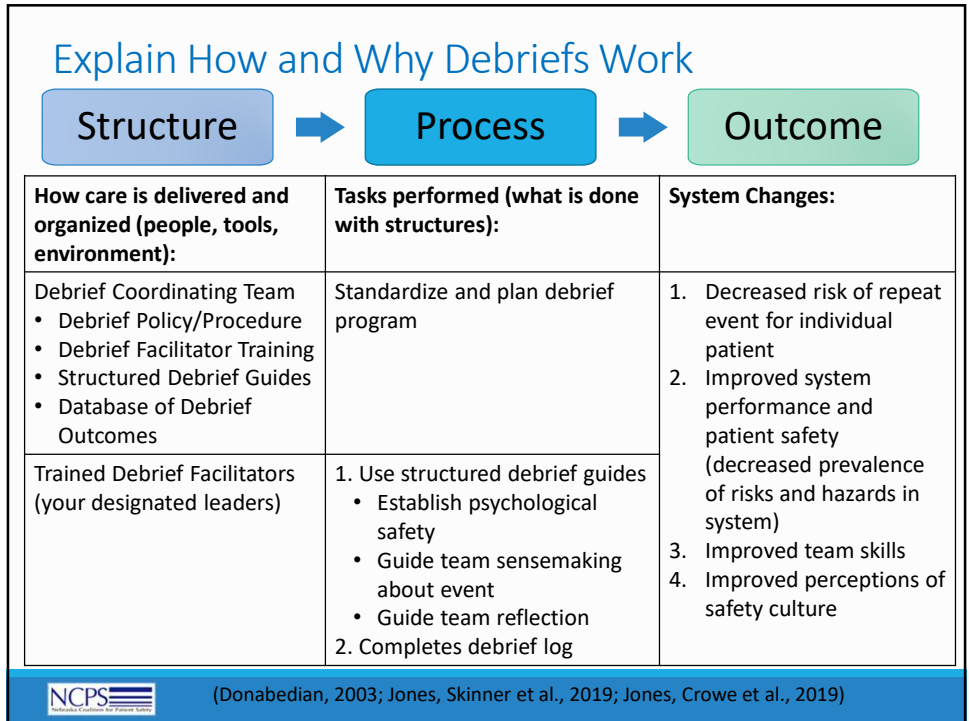 Explain How and Why Debriefs Work
Structure
Process
Outcome
How care is delivered and
organized (people, tools,
environment):
Tasks performed (what is done
with structures):
System Changes:
Debrief Coordinating Team
• Debrief Policy/Procedure
• Debrief Facilitator Training
• Structured Debrief Guides
• Database of Debrief
Outcomes
Standardize and plan debrief
program
Trained Debrief Facilitators
(your designated leaders)
1. Use structured debrief guides
• Establish psychological
safety
• Guide team sensemaking
about event
• Guide team reflection
2. Completes debrief log
1. Decreased risk of repeat
event for individual
patient
2. Improved system
performance and
patient safety
(decreased prevalence
of risks and hazards in
system)
3. Improved team skills
4. Improved perceptions of
safety culture
NCPS
Nebraska Coalition for Patient Safety
(Donabedian, 2003; Jones, Skinner et al., 2019; Jones, Crowe et al., 2019)